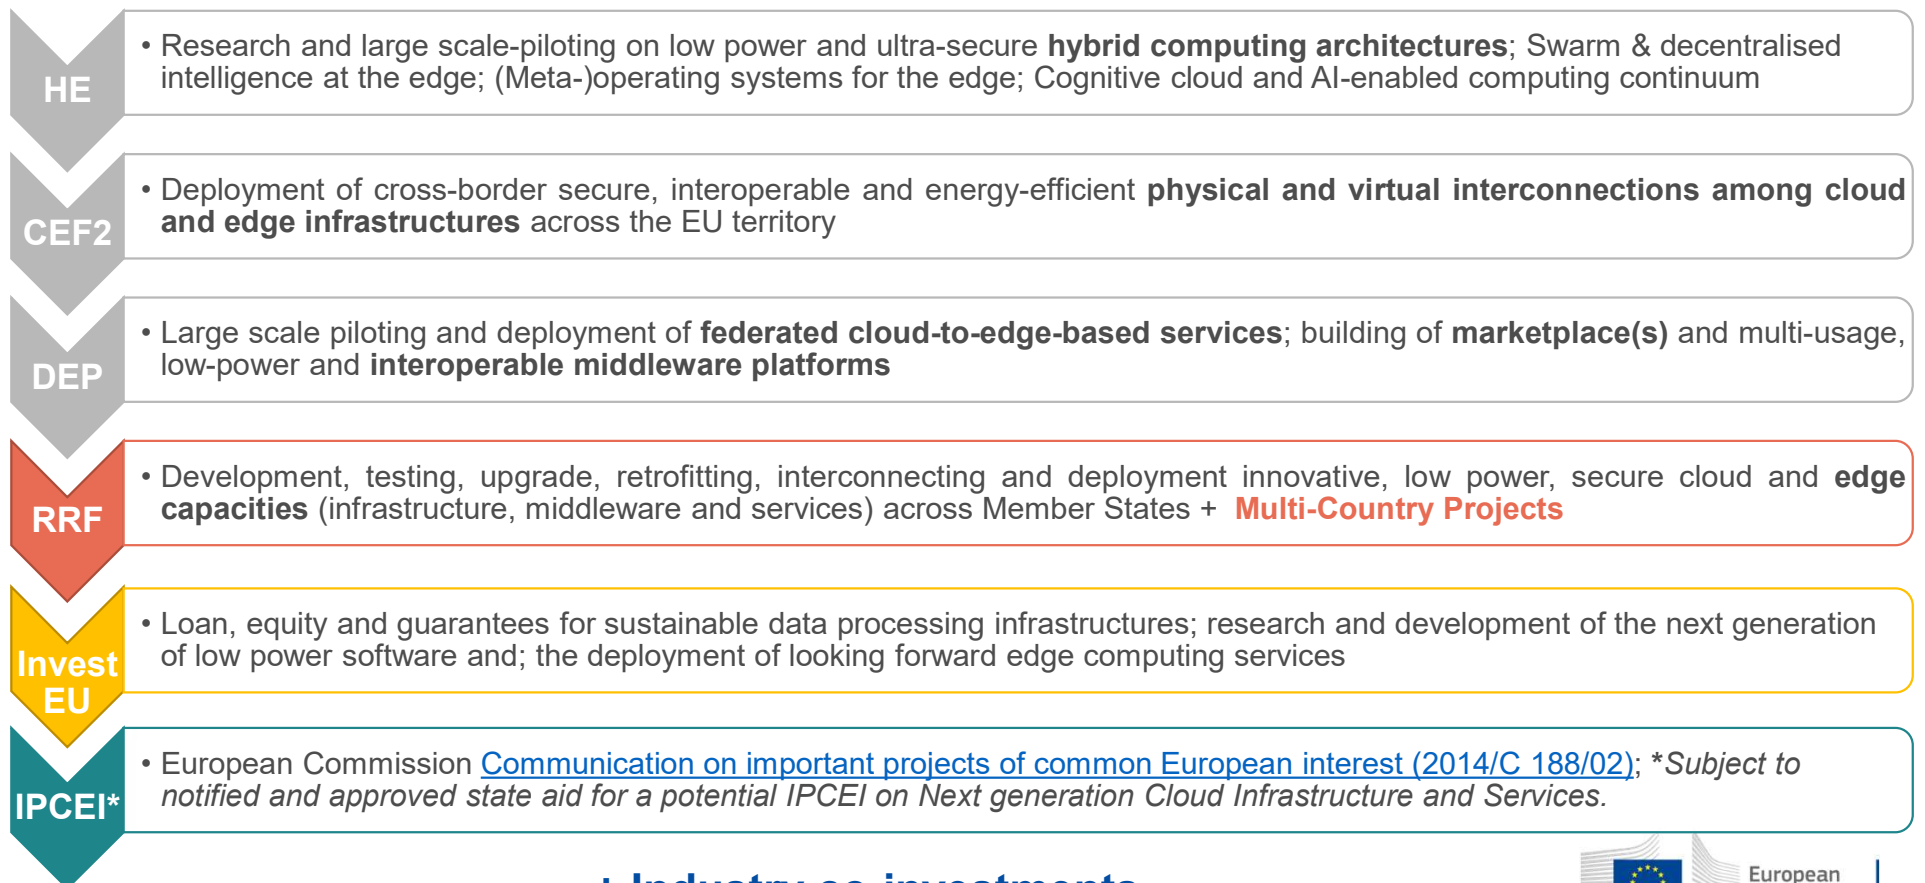 HE
• Research and large scale-piloting on low power and ultra-secure hybrid computing architectures; Swarm & decentralised
intelligence at the edge; (Meta-)operating systems for the edge; Cognitive cloud and AI-enabled computing continuum
CEF2
• Deployment of cross-border secure, interoperable and energy-efficient physical and virtual interconnections among cloud
and edge infrastructures across the EU territory
DEP
• Large scale piloting and deployment of federated cloud-to-edge-based services; building of marketplace(s) and multi-usage,
low-power and interoperable middleware platforms
RRF
• Development, testing, upgrade, retrofitting, interconnecting and deployment innovative, low power, secure cloud and edge
capacities (infrastructure, middleware and services) across Member States + Multi-Country Projects
Invest
EU
• Loan, equity and guarantees for sustainable data processing infrastructures; research and development of the next generation
of low power software and; the deployment of looking forward edge computing services
IPCEI*
• European Commission Communication on important projects of common European interest (2014/C 188/02); *Subject to
notified and approved state aid for a potential IPCEI on Next generation Cloud Infrastructure and Services.
+ Industry co-investments
European